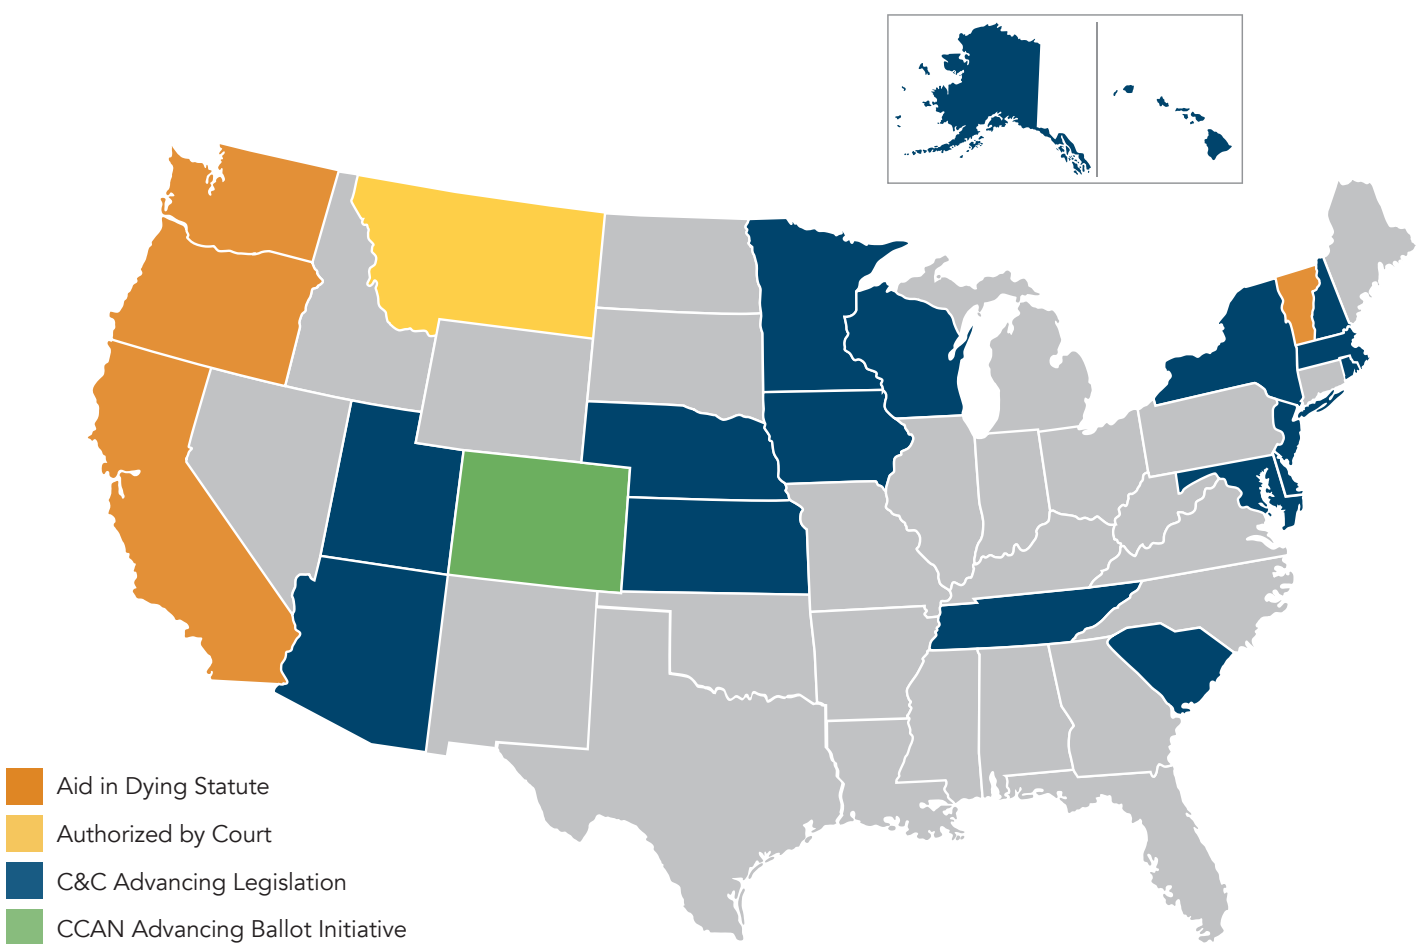 Aid in Dying Statute
Authorized by Court
C&C Advancing Legislation
CCAN Advancing Ballot Initiative